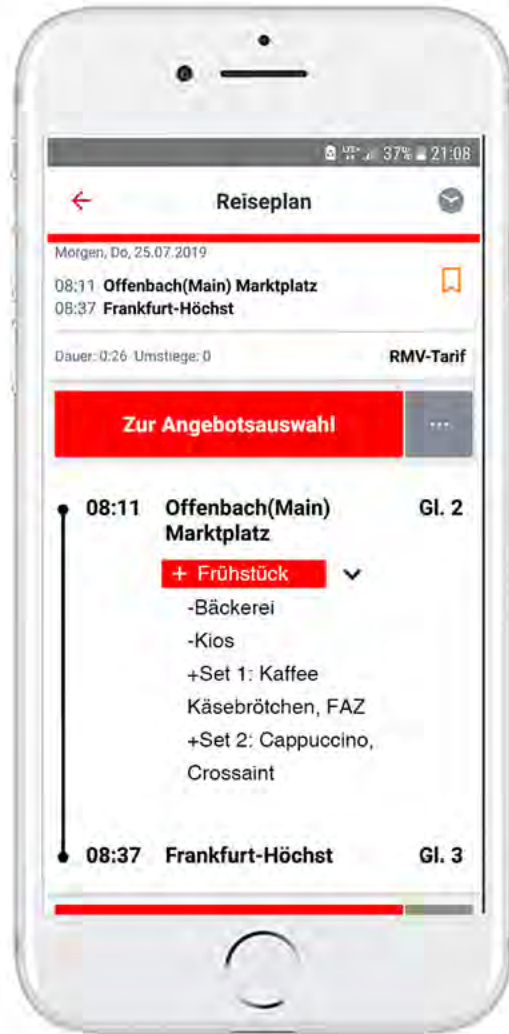 37% 21:08
Reiseplan
Morgen, Do, 25.07.2019
08:11 Offenbach(Main) Marktplatz
08:37 Frankfurt-Höchst
Dauer: 0:26 Umstiege: 0 RMV-Tarif
Zur Angebotsauswahl ...
08:11 Offenbach(Main) Gl. 2
Marktplatz
+ Frühstück
-Bäckerei
-Kios
+Set 1: Kaffee
Käsebrötchen, FAZ
+Set 2: Cappuccino,
Crossaint
08:37 Frankfurt-Höchst Gl. 3